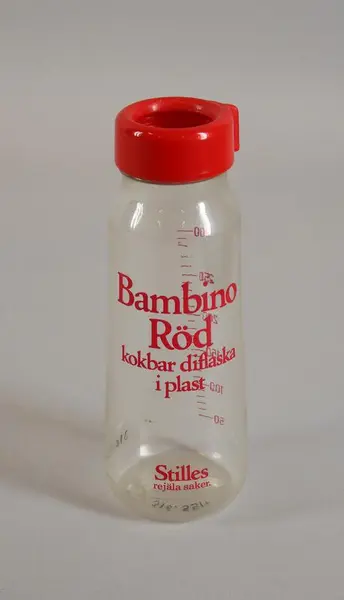 Bambino
Röd
kokbar diflaska
i plast
Stilles
rejäla saker.